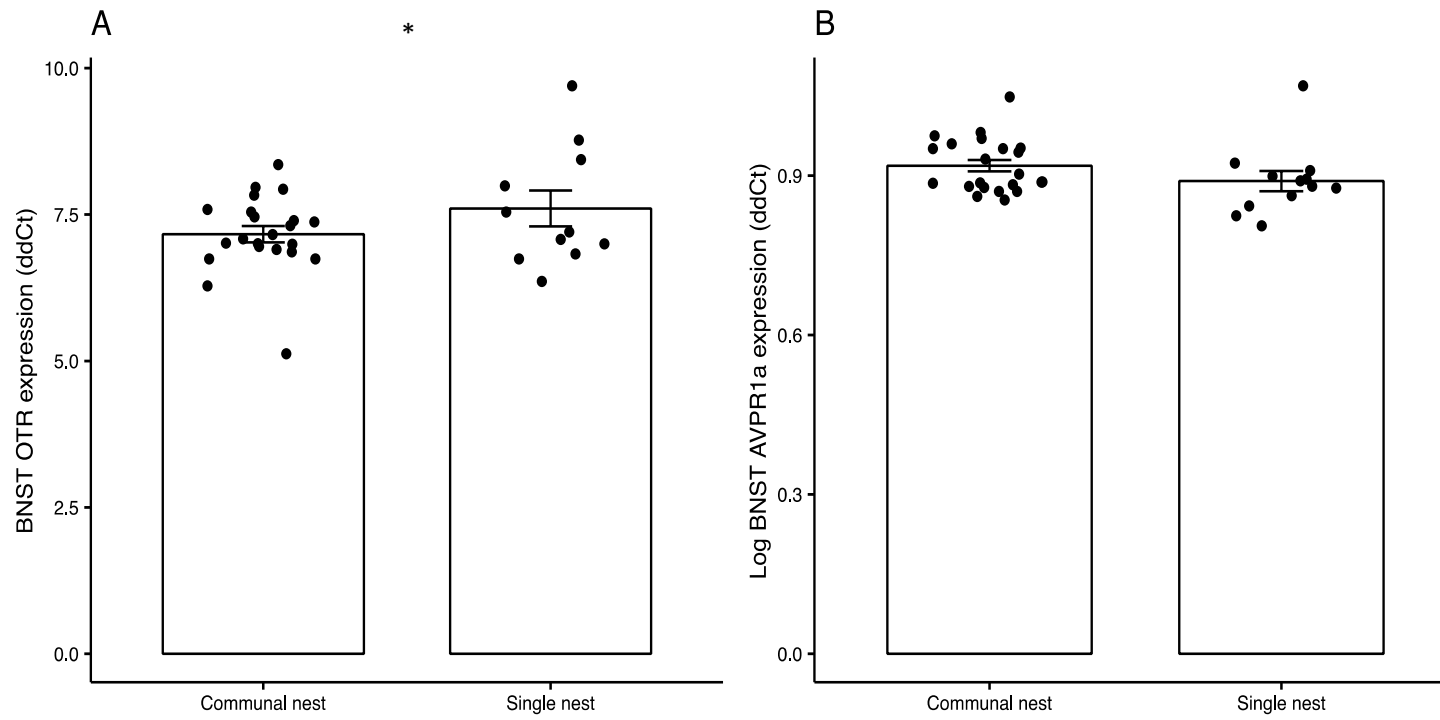 A
*
BNST OTR expression (ddCt)
10.0
7.5
5.0
2.5
0.0
Communal nest
Single nest
B
Log BNST AVPR1a expression (ddCt)
0.9
0.6
0.3
0.0
Communal nest
Single nest